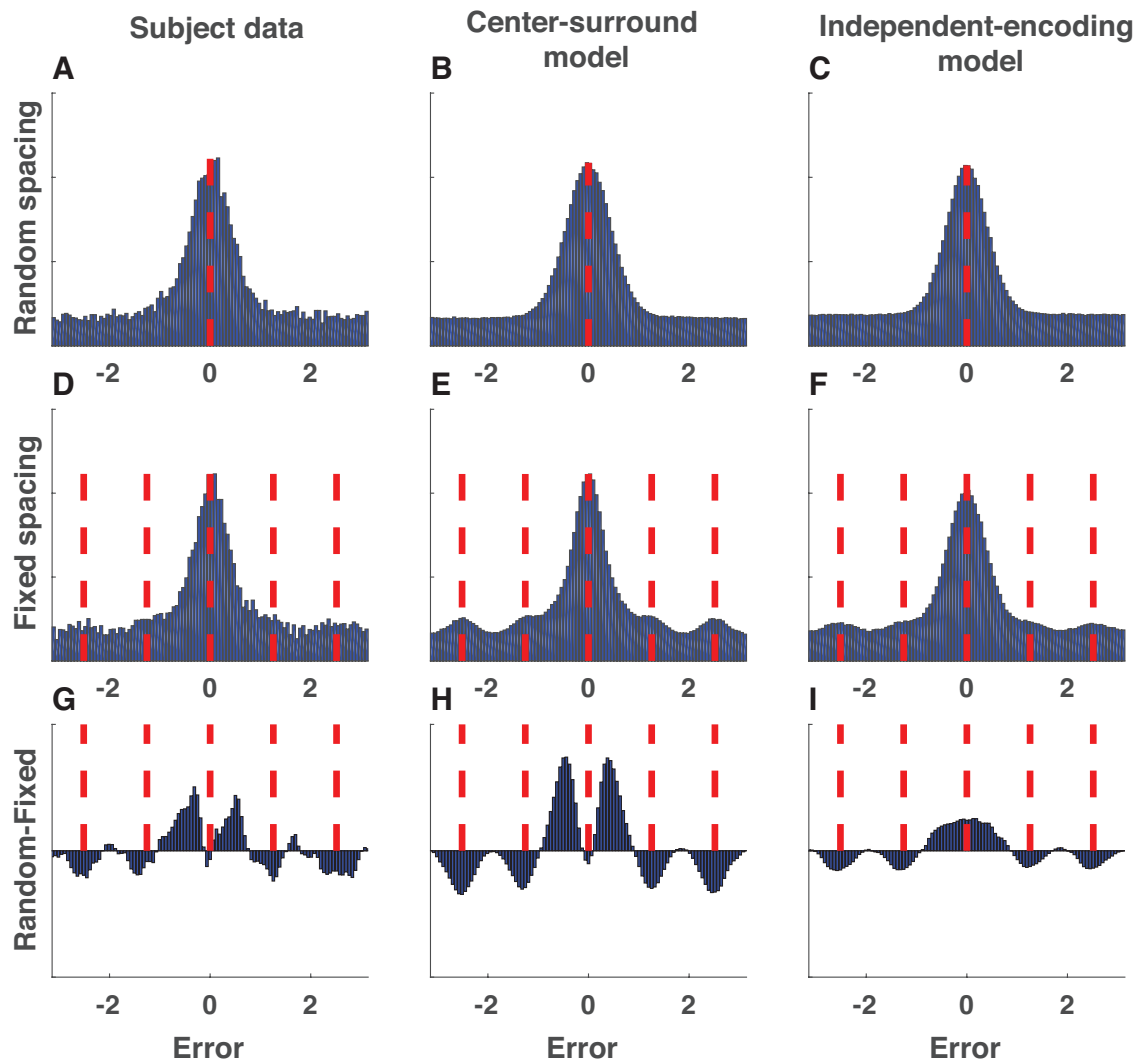 Subject data
Center-surround
model
Independent-encoding
model
A
B
C
Random spacing
-2 0 2
-2 0 2
-2 0 2
D
E
F
Fixed spacing
-2 0 2
-2 0 2
-2 0 2
G
H
I
Random-Fixed
-2 0 2
-2 0 2
-2 0 2
Error
Error
Error